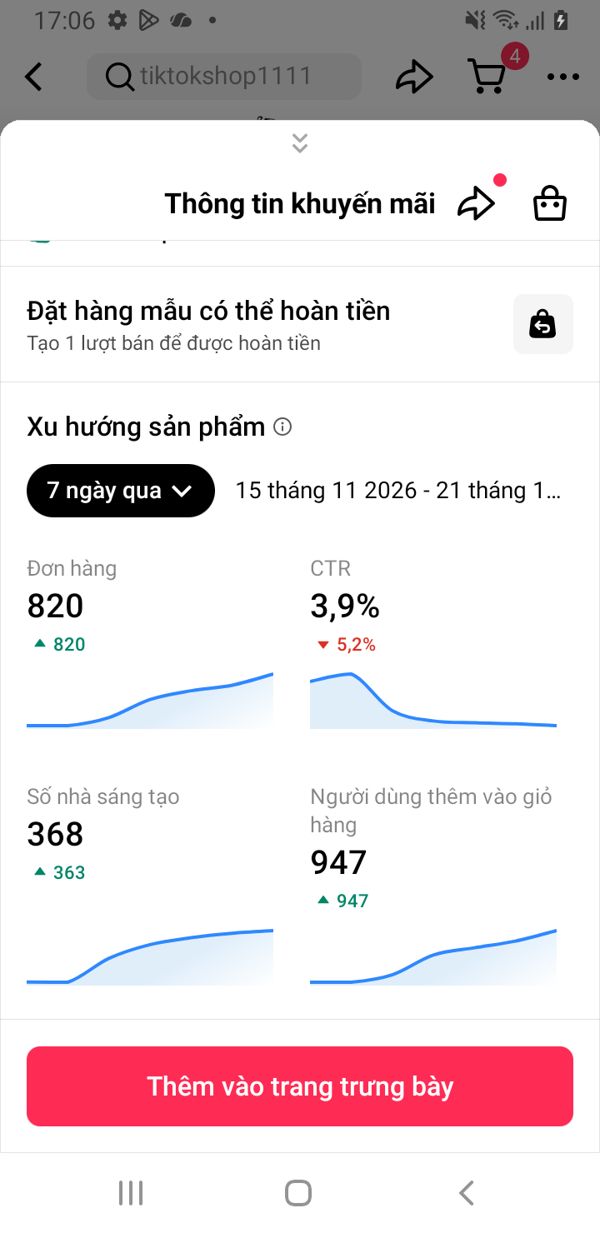 17:06
tiktokshop1111
4
Thông tin khuyến mãi
Đặt hàng mẫu có thể hoàn tiền
Tạo 1 lượt bán để được hoàn tiền
Xu hướng sản phẩm
7 ngày qua
15 tháng 11 2026 - 21 tháng 1...
Đơn hàng
820
820
CTR
3,9%
5,2%
Số nhà sáng tạo
368
363
Người dùng thêm vào giỏ
hàng
947
947
Thêm vào trang trưng bày